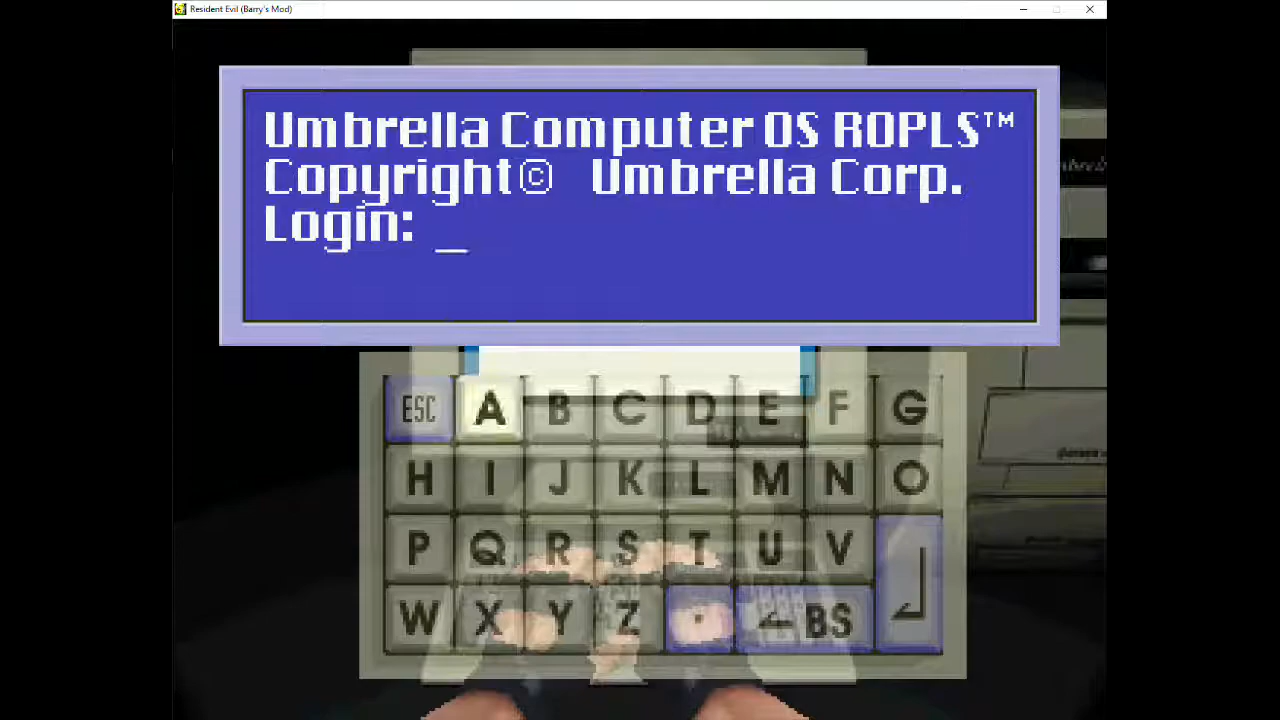 Resident Evil (Barry's Mod)
Umbrella Computer OS ROPLS™
Copyright© Umbrella Corp.
Login: _
ESC A B C D E F G
H I J K L M N O
P Q R S T U V
W X Y Z . ← BS